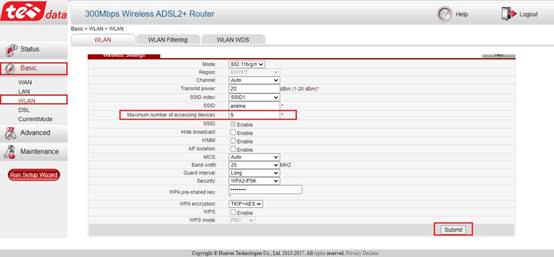 te data
300Mbps Wireless ADSL2+ Router
Help
Logout
Basic > WLAN > WLAN
WLAN
WLAN Filtering
WLAN WDS
Status
Basic
WAN
LAN
WLAN
DSL
CurrentMode
Advanced
Maintenance
Run Setup Wizard
Wireless Settings
Mode: 802.11b/g/n
Region: EGYPT
Channel: Auto
Transmit power: 20 dBm (1-20 dBm)*
SSID index: SSID1
SSID: anime *
Maximum number of accessing devices: 5 *
SSID: Enable
Hide broadcast: Enable
WMM: Enable
AP isolation: Enable
MCS: Auto
Band width: 20 MHZ
Guard interval: Long
Security: WPA2-PSK
WPA pre-shared key: ••••••••
*
WPA encryption: TKIP+AES
WPS: Enable
WPS mode: PBC
Submit
Copyright © Huawei Technologies Co., Ltd. 2013-2017. All rights reserved. Privacy Declare